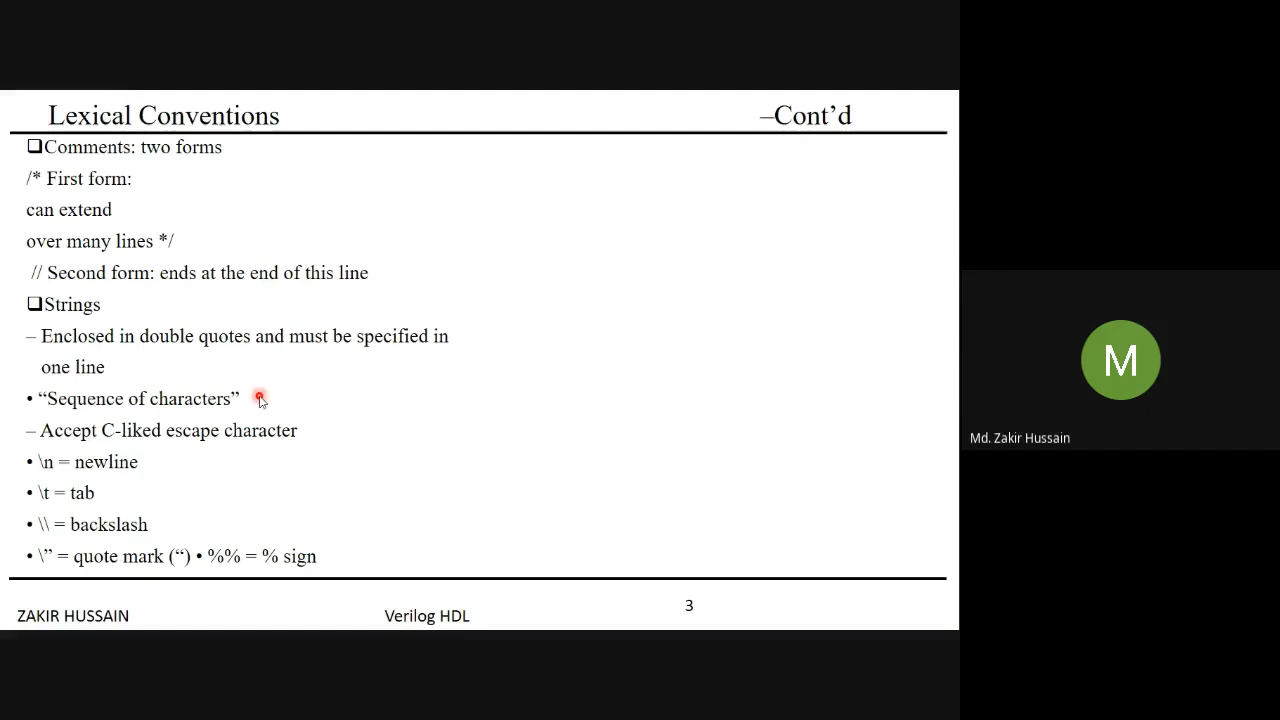 Lexical Conventions –Cont’d
❑Comments: two forms
/* First form:
can extend
over many lines */
// Second form: ends at the end of this line
❑Strings
– Enclosed in double quotes and must be specified in
one line
• “Sequence of characters”
– Accept C-liked escape character
• \n = newline
• \t = tab
• \\ = backslash
• \” = quote mark (“) • %% = % sign
ZAKIR HUSSAIN Verilog HDL 3
M
Md. Zakir Hussain